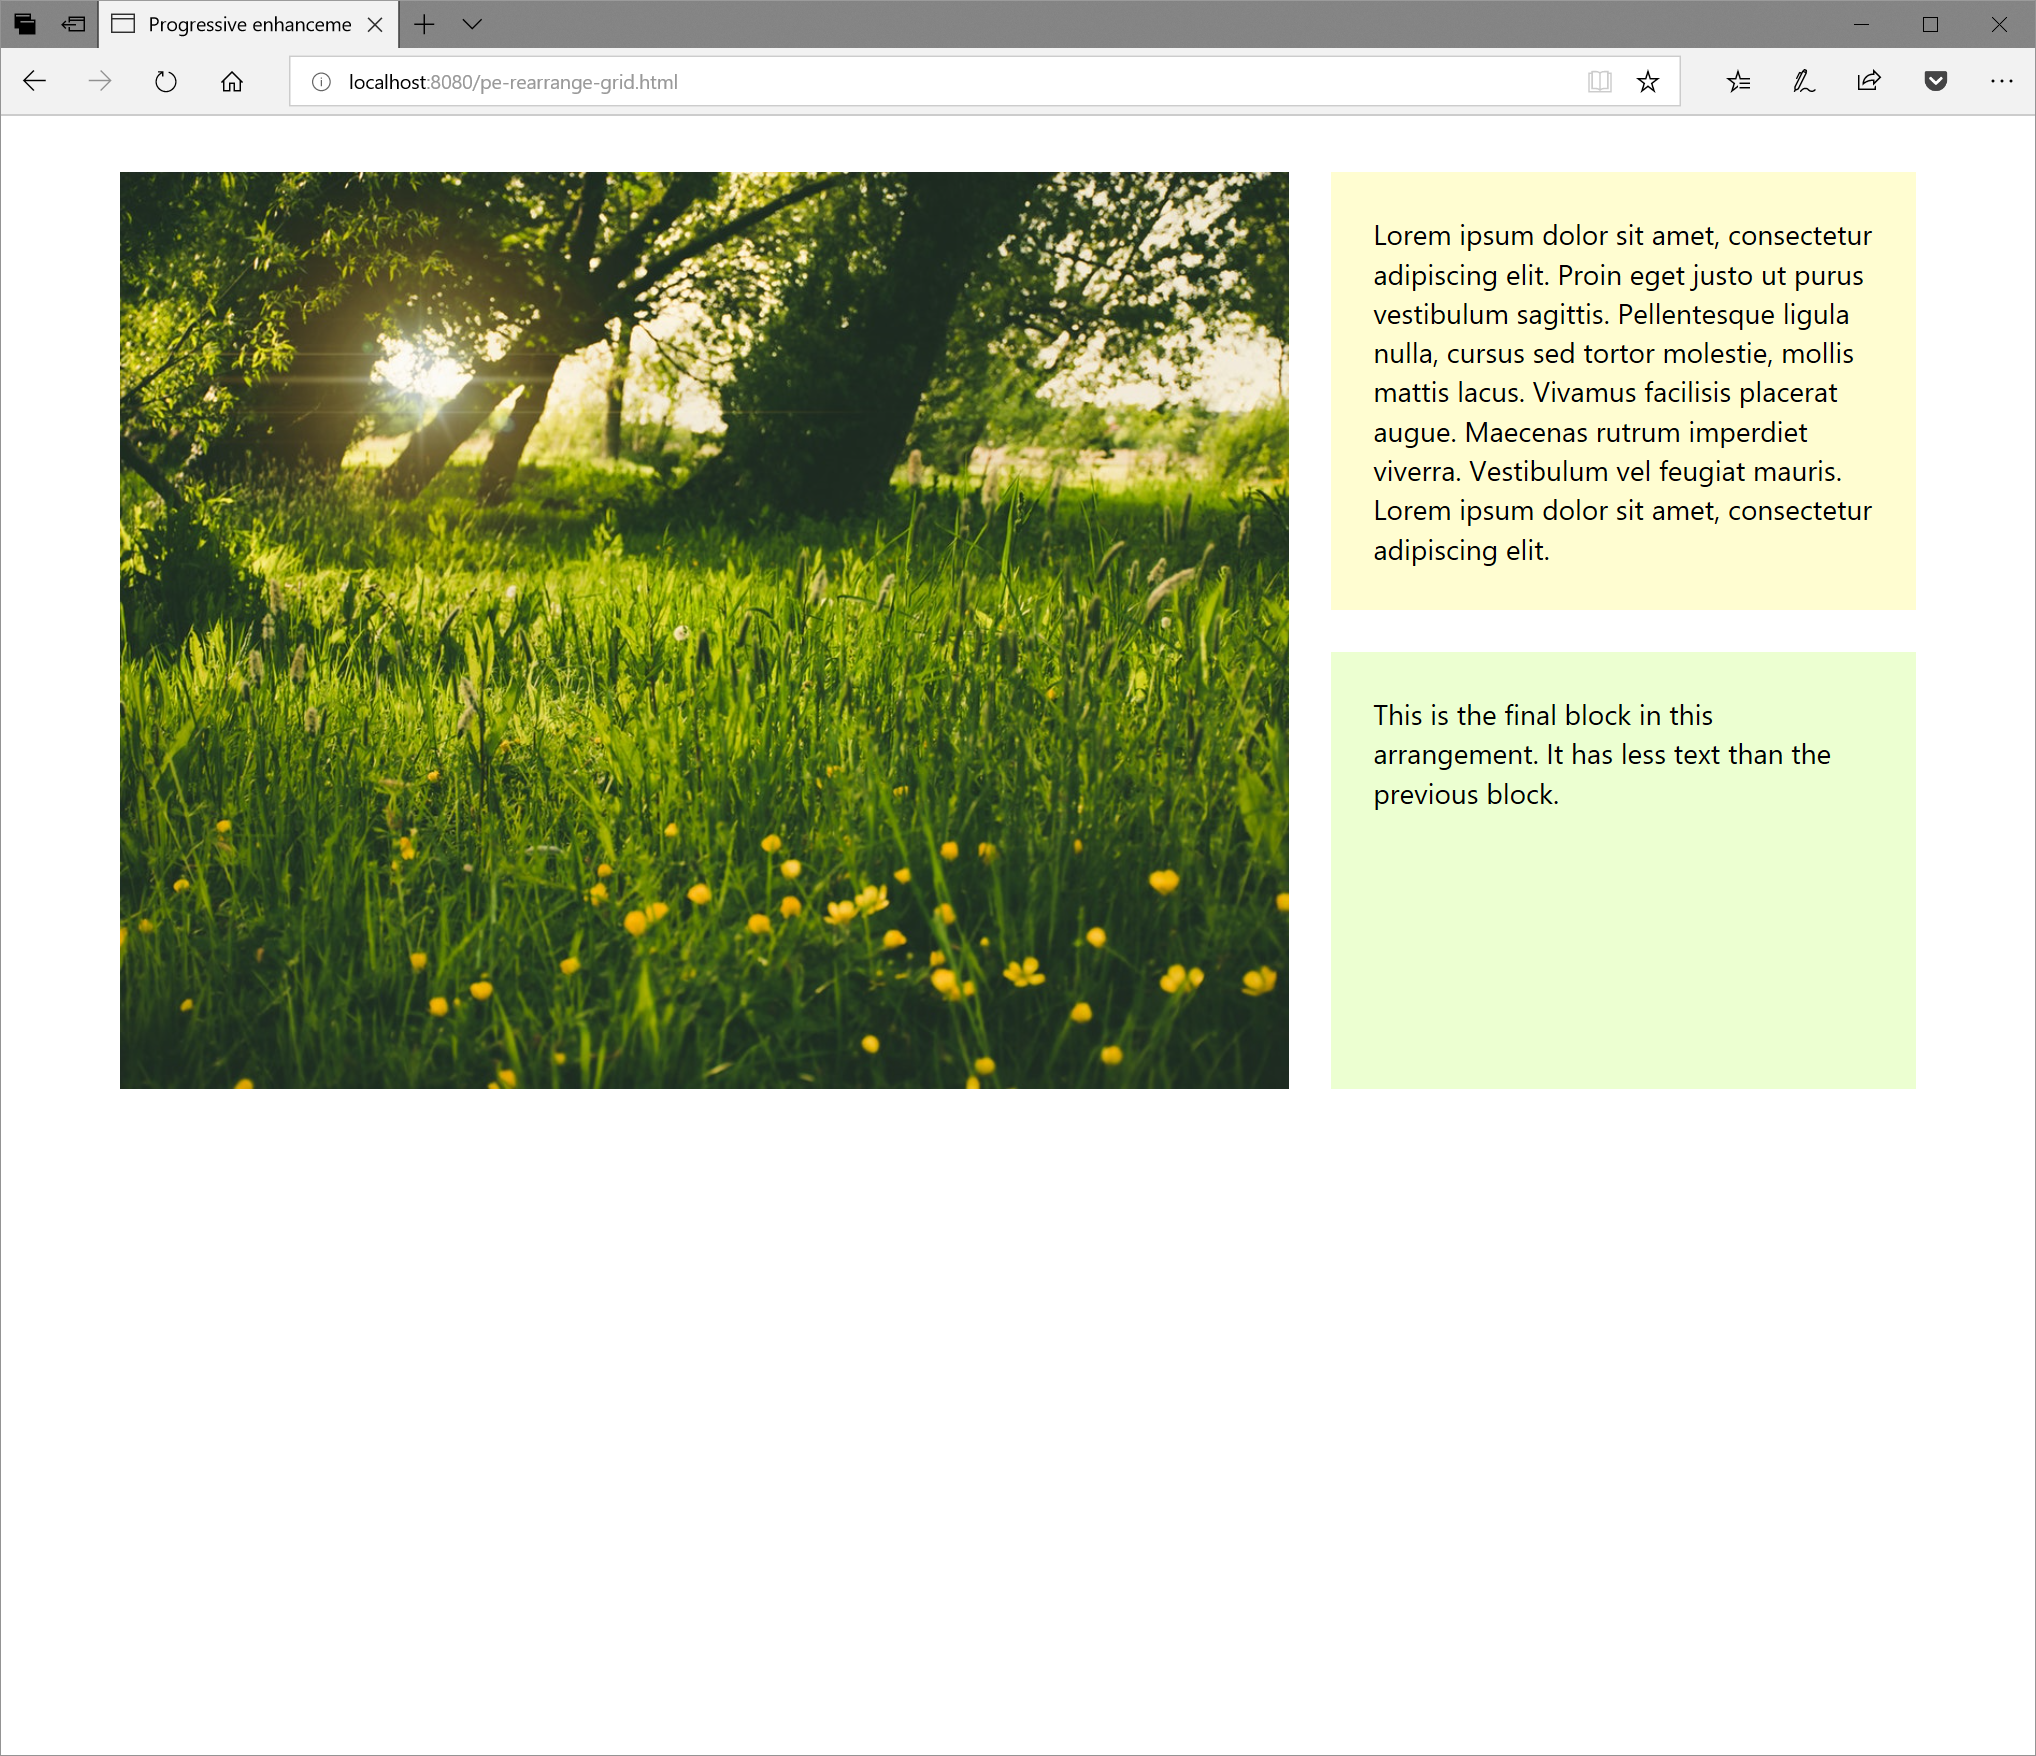 Progressive enhanceme
localhost:8080/pe-rearrange-grid.html
Lorem ipsum dolor sit amet, consectetur
adipiscing elit. Proin eget justo ut purus
vestibulum sagittis. Pellentesque ligula
nulla, cursus sed tortor molestie, mollis
mattis lacus. Vivamus facilisis placerat
augue. Maecenas rutrum imperdiet
viverra. Vestibulum vel feugiat mauris.
Lorem ipsum dolor sit amet, consectetur
adipiscing elit.
This is the final block in this
arrangement. It has less text than the
previous block.